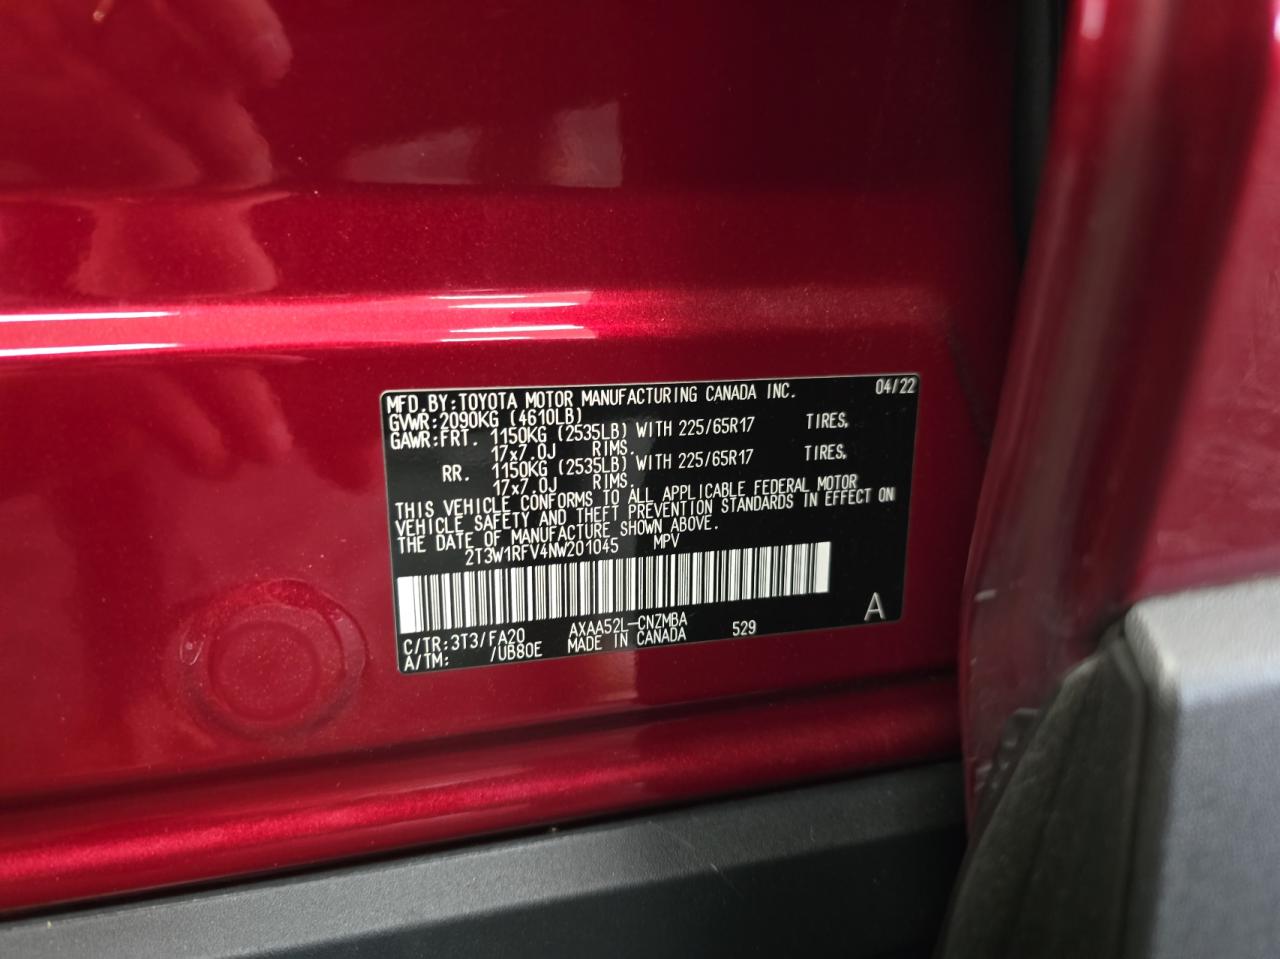 MFD.BY:TOYOTA MOTOR MANUFACTURING CANADA INC. 04/22
GVWR:2090KG (4610LB)
GAWR:FRT. 1150KG (2535LB) WITH 225/65R17 TIRES,
17x7.0J RIMS.
RR. 1150KG (2535LB) WITH 225/65R17 TIRES,
17x7.0J RIMS.
THIS VEHICLE CONFORMS TO ALL APPLICABLE FEDERAL MOTOR
VEHICLE SAFETY AND THEFT PREVENTION STANDARDS IN EFFECT ON
THE DATE OF MANUFACTURE SHOWN ABOVE.
2T3W1RFV4NW201045 MPV
A
C/TR:3T3/FA20 AXAA52L-CNZMBA 529
A/TM: /UB80E MADE IN CANADA